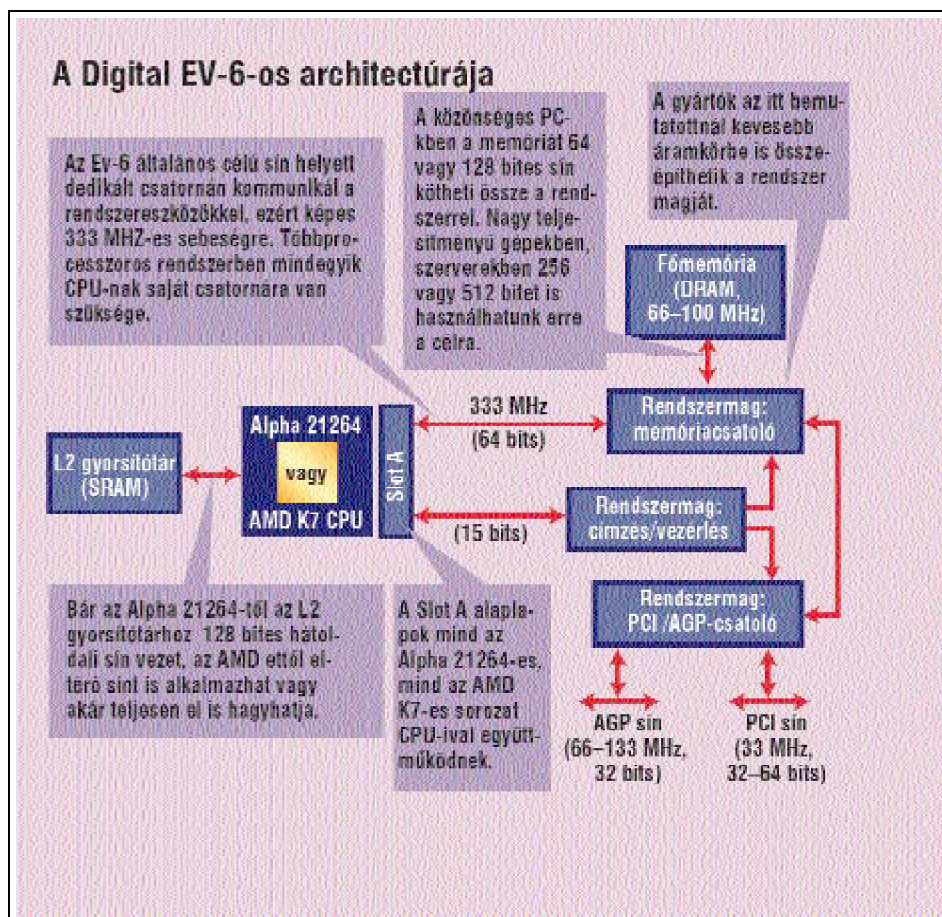 A Digital EV-6-os architectúrája
Az Ev-6 általános célú sín helyett
dedikált csatornán kommunikál a
rendszereszközökkel, ezért képes
333 MHZ-es sebeségre. Többpro-
cesszoros rendszerben mindegyik
CPU-nak saját csatornára van
szüksége.
A közönséges PC-
kben a memóriát 64
vagy 128 bites sín
kötheti össze a rend-
szerrel. Nagy telje-
sítményű gépekben,
szerverekben 256
vagy 512 bitet is
használhatunk erre
a célra.
A gyártók az itt bemu-
tatottnál kevesebb
áramkörbe is össze-
építhetik a rendszer
magját.
Főmemória
(DRAM,
66–100 MHz)
L2 gyorsítótár
(SRAM)
Alpha 21264
vagy
AMD K7 CPU
Slot A
333 MHz
(64 bits)
Rendszermag:
memóriacsatoló
(15 bits)
Rendszermag:
címzés/vezérlés
Rendszermag:
PCI /AGP-csatoló
Bár az Alpha 21264-től az L2
gyorsítótárhoz 128 bites hátol-
dali sín vezet, az AMD ettől el-
térő sínt is alkalmazhat vagy
akár teljesen el is hagyhatja.
A Slot A alapla-
pok mind az
Alpha 21264-es,
mind az AMD
K7-es sorozat
CPU-ival együtt-
működnek.
AGP sín
(66–133 MHz,
32 bits)
PCI sín
(33 MHz,
32–64 bits)